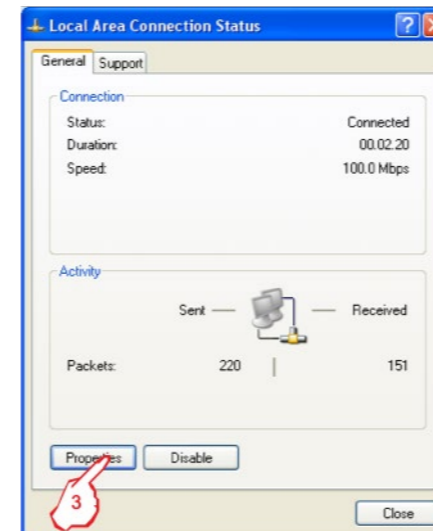 Local Area Connection Status
General Support
Connection
Status: Connected
Duration: 00.02.20
Speed: 100.0 Mbps
Activity
Sent Received
Packets: 220 151
Properties Disable
3
Close